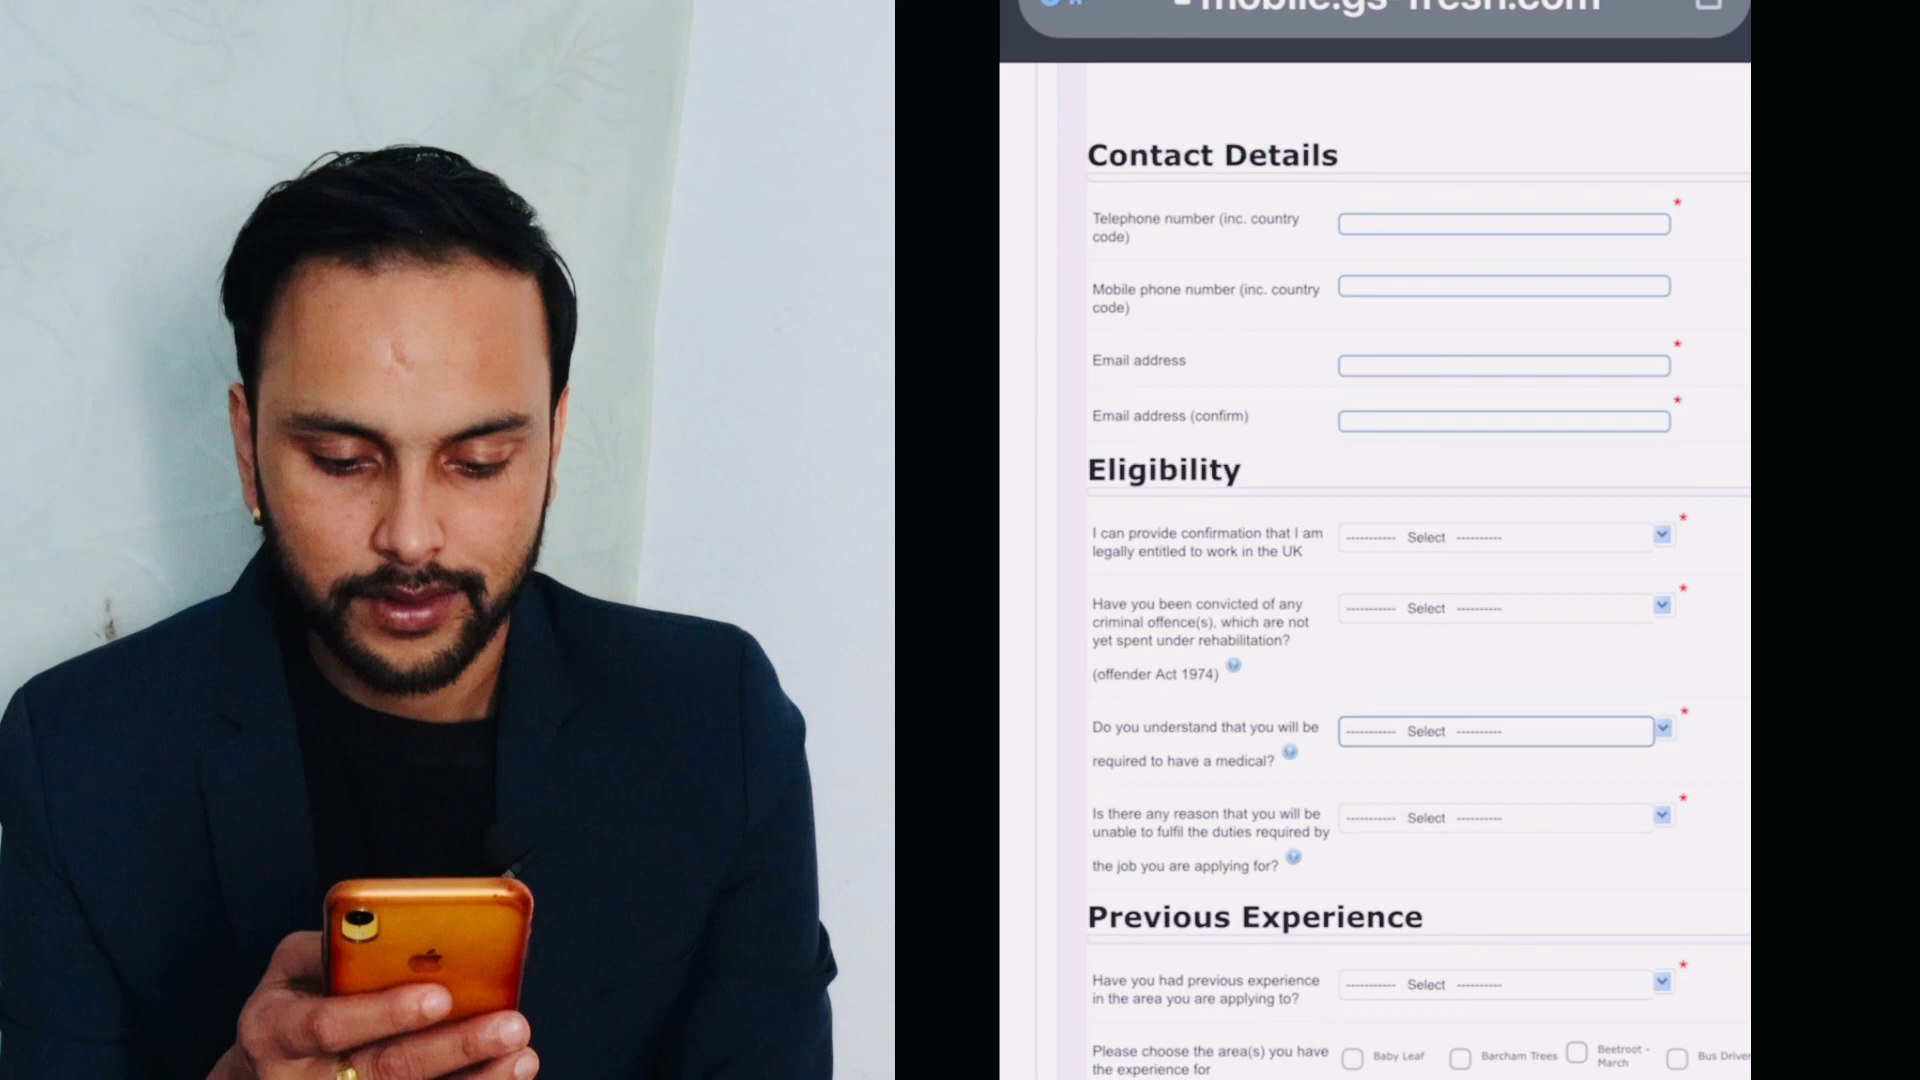 mobile.gs-fresh.com
Contact Details
Telephone number (inc. country
code)
*
Mobile phone number (inc. country
code)
Email address
*
Email address (confirm)
*
Eligibility
I can provide confirmation that I am
legally entitled to work in the UK
----------- Select ----------
*
Have you been convicted of any
criminal offence(s), which are not
yet spent under rehabilitation?
(offender Act 1974)
----------- Select ----------
*
Do you understand that you will be
required to have a medical?
----------- Select ----------
*
Is there any reason that you will be
unable to fulfil the duties required by
the job you are applying for?
----------- Select ----------
*
Previous Experience
Have you had previous experience
in the area you are applying to?
----------- Select ----------
*
Please choose the area(s) you have
the experience for
Baby Leaf
Barcham Trees
Beetroot -
March
Bus Driver